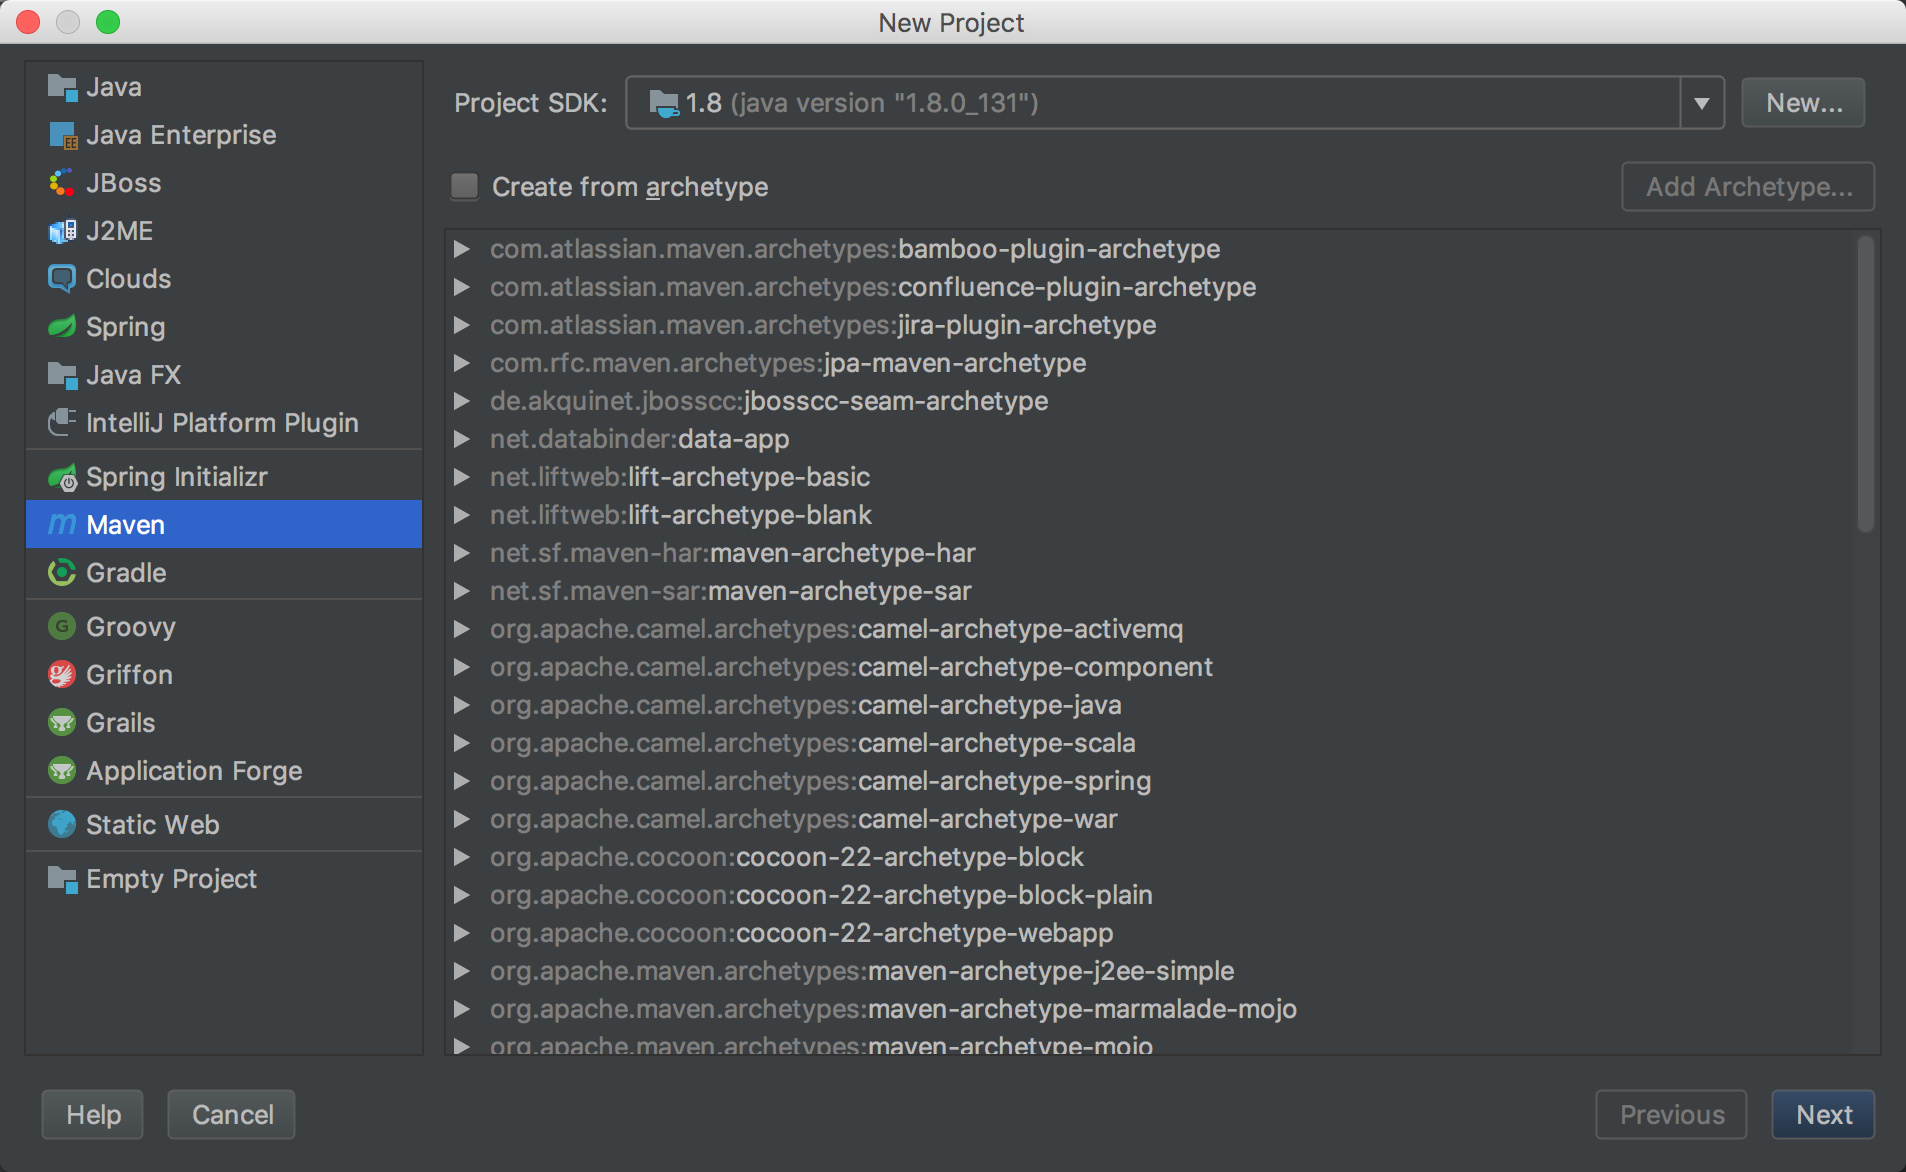 New Project
Java
Java Enterprise
JBoss
J2ME
Clouds
Spring
Java FX
IntelliJ Platform Plugin
Spring Initializr
Maven
Gradle
Groovy
Griffon
Grails
Application Forge
Static Web
Empty Project
Project SDK: 1.8 (java version "1.8.0_131") New...
Create from archetype Add Archetype...
com.atlassian.maven.archetypes:bamboo-plugin-archetype
com.atlassian.maven.archetypes:confluence-plugin-archetype
com.atlassian.maven.archetypes:jira-plugin-archetype
com.rfc.maven.archetypes:jpa-maven-archetype
de.akquinet.jbosscc:jbosscc-seam-archetype
net.databinder:data-app
net.liftweb:lift-archetype-basic
net.liftweb:lift-archetype-blank
net.sf.maven-har:maven-archetype-har
net.sf.maven-sar:maven-archetype-sar
org.apache.camel.archetypes:camel-archetype-activemq
org.apache.camel.archetypes:camel-archetype-component
org.apache.camel.archetypes:camel-archetype-java
org.apache.camel.archetypes:camel-archetype-scala
org.apache.camel.archetypes:camel-archetype-spring
org.apache.camel.archetypes:camel-archetype-war
org.apache.cocoon:cocoon-22-archetype-block
org.apache.cocoon:cocoon-22-archetype-block-plain
org.apache.cocoon:cocoon-22-archetype-webapp
org.apache.maven.archetypes:maven-archetype-j2ee-simple
org.apache.maven.archetypes:maven-archetype-marmalade-mojo
org.apache.maven.archetypes:maven-archetype-mojo
Help Cancel Previous Next